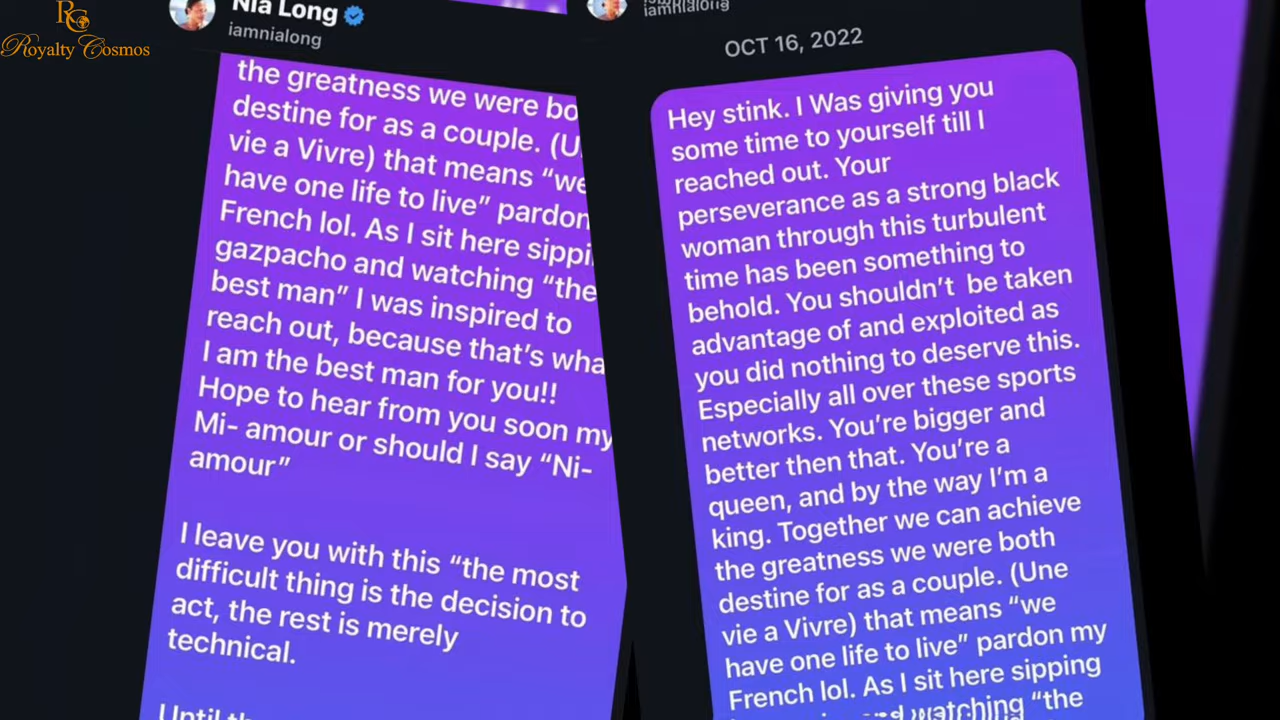 RC
Royalty Cosmos
Nia Long
iamnialong
the greatness we were bo
destine for as a couple. (U
vie a Vivre) that means “we
have one life to live” pardon
French lol. As I sit here sippi
gazpacho and watching “the
best man” I was inspired to
reach out, because that’s wha
I am the best man for you!!
Hope to hear from you soon my
Mi- amour or should I say “Ni-
amour”
I leave you with this “the most
difficult thing is the decision to
act, the rest is merely
technical.
Until th
iamnialong
OCT 16, 2022
Hey stink. I Was giving you
some time to yourself till I
reached out. Your
perseverance as a strong black
woman through this turbulent
time has been something to
behold. You shouldn’t be taken
advantage of and exploited as
you did nothing to deserve this.
Especially all over these sports
networks. You’re bigger and
better then that. You’re a
queen, and by the way I’m a
king. Together we can achieve
the greatness we were both
destine for as a couple. (Une
vie a Vivre) that means “we
have one life to live” pardon my
French lol. As I sit here sipping
and watching “the